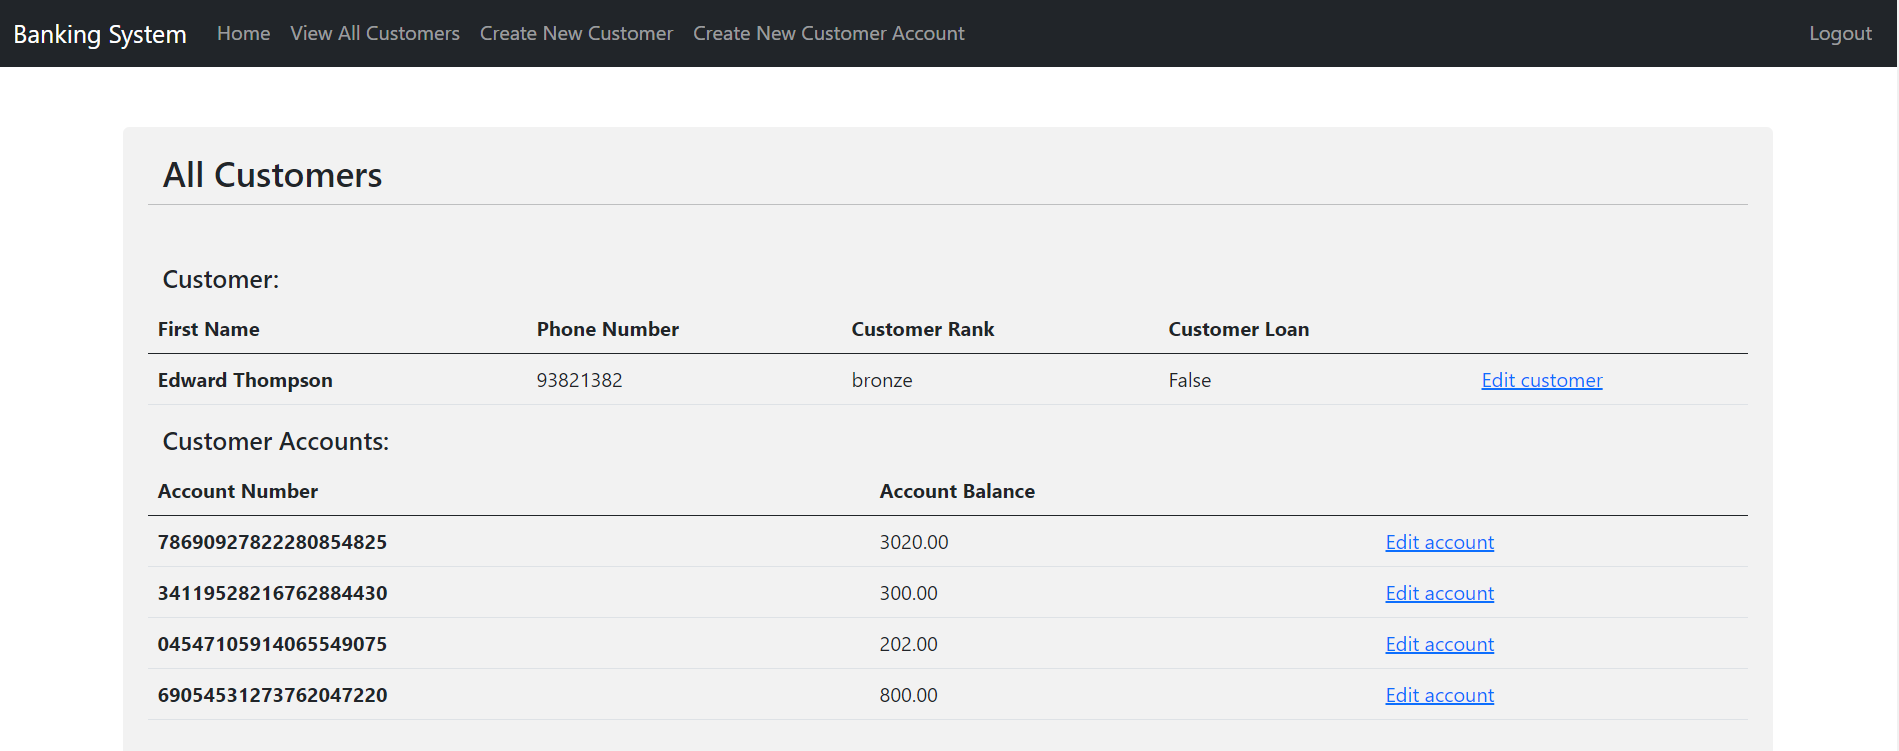 Banking System Home View All Customers Create New Customer Create New Customer Account Logout
All Customers
Customer:
First Name Phone Number Customer Rank Customer Loan
Edward Thompson 93821382 bronze False Edit customer
Customer Accounts:
Account Number Account Balance
78690927822280854825 3020.00 Edit account
34119528216762884430 300.00 Edit account
04547105914065549075 202.00 Edit account
69054531273762047220 800.00 Edit account